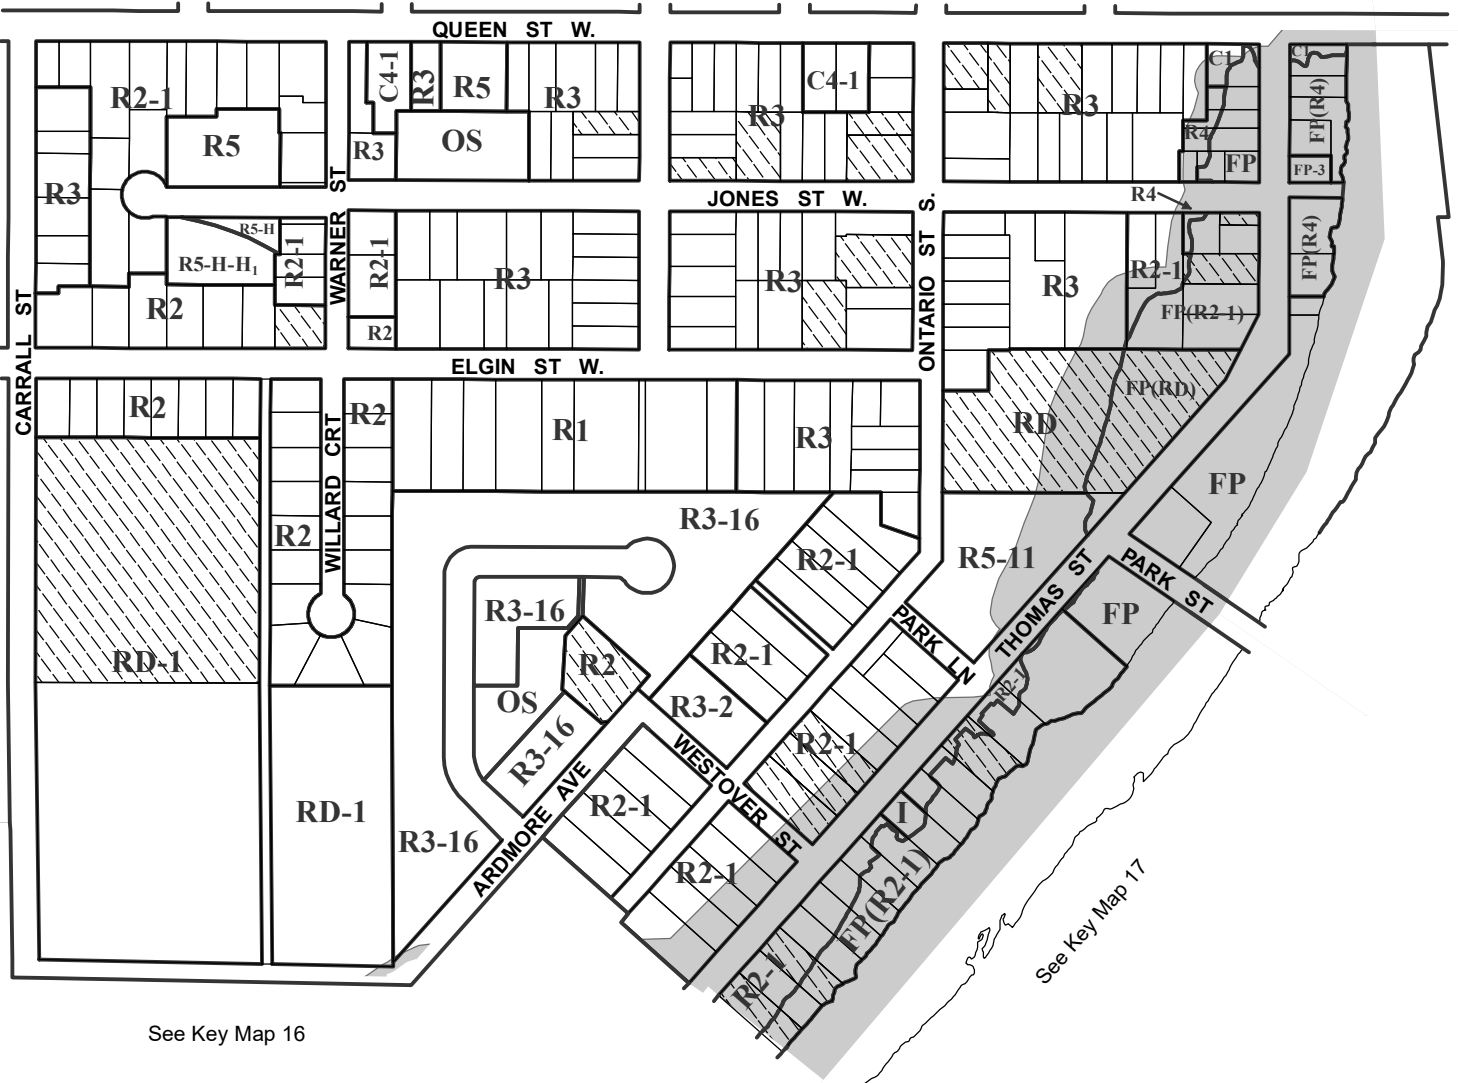 QUEEN ST W.
C4-1
R3
R5
R3
C4-1
C1
C1
R2-1
R5
R3
OS
R3
R3
R4
FP
FP(R4)
FP-3
R3
WARNER ST
JONES ST W.
ONTARIO ST S.
R4
R5-H
R5-H-H1
R2-1
R2-1
R3
R3
R3
R2-1
FP(R4)
FP(R2-1)
R2
R2
CARRALL ST
ELGIN ST W.
R2
R2
R1
R3
RD
FP(RD)
WILLARD CRT
R2
R3-16
R2-1
R5-11
FP
THOMAS ST
PARK ST
R3-16
R2
RD-1
OS
R2-1
PARK LN
FP
R3-2
R2-1
R2-1
R3-16
WESTOVER ST
R2-1
RD-1
R3-16
ARDMORE AVE
I
R2-1
FP(R2-1)
R2-1
See Key Map 17
See Key Map 16